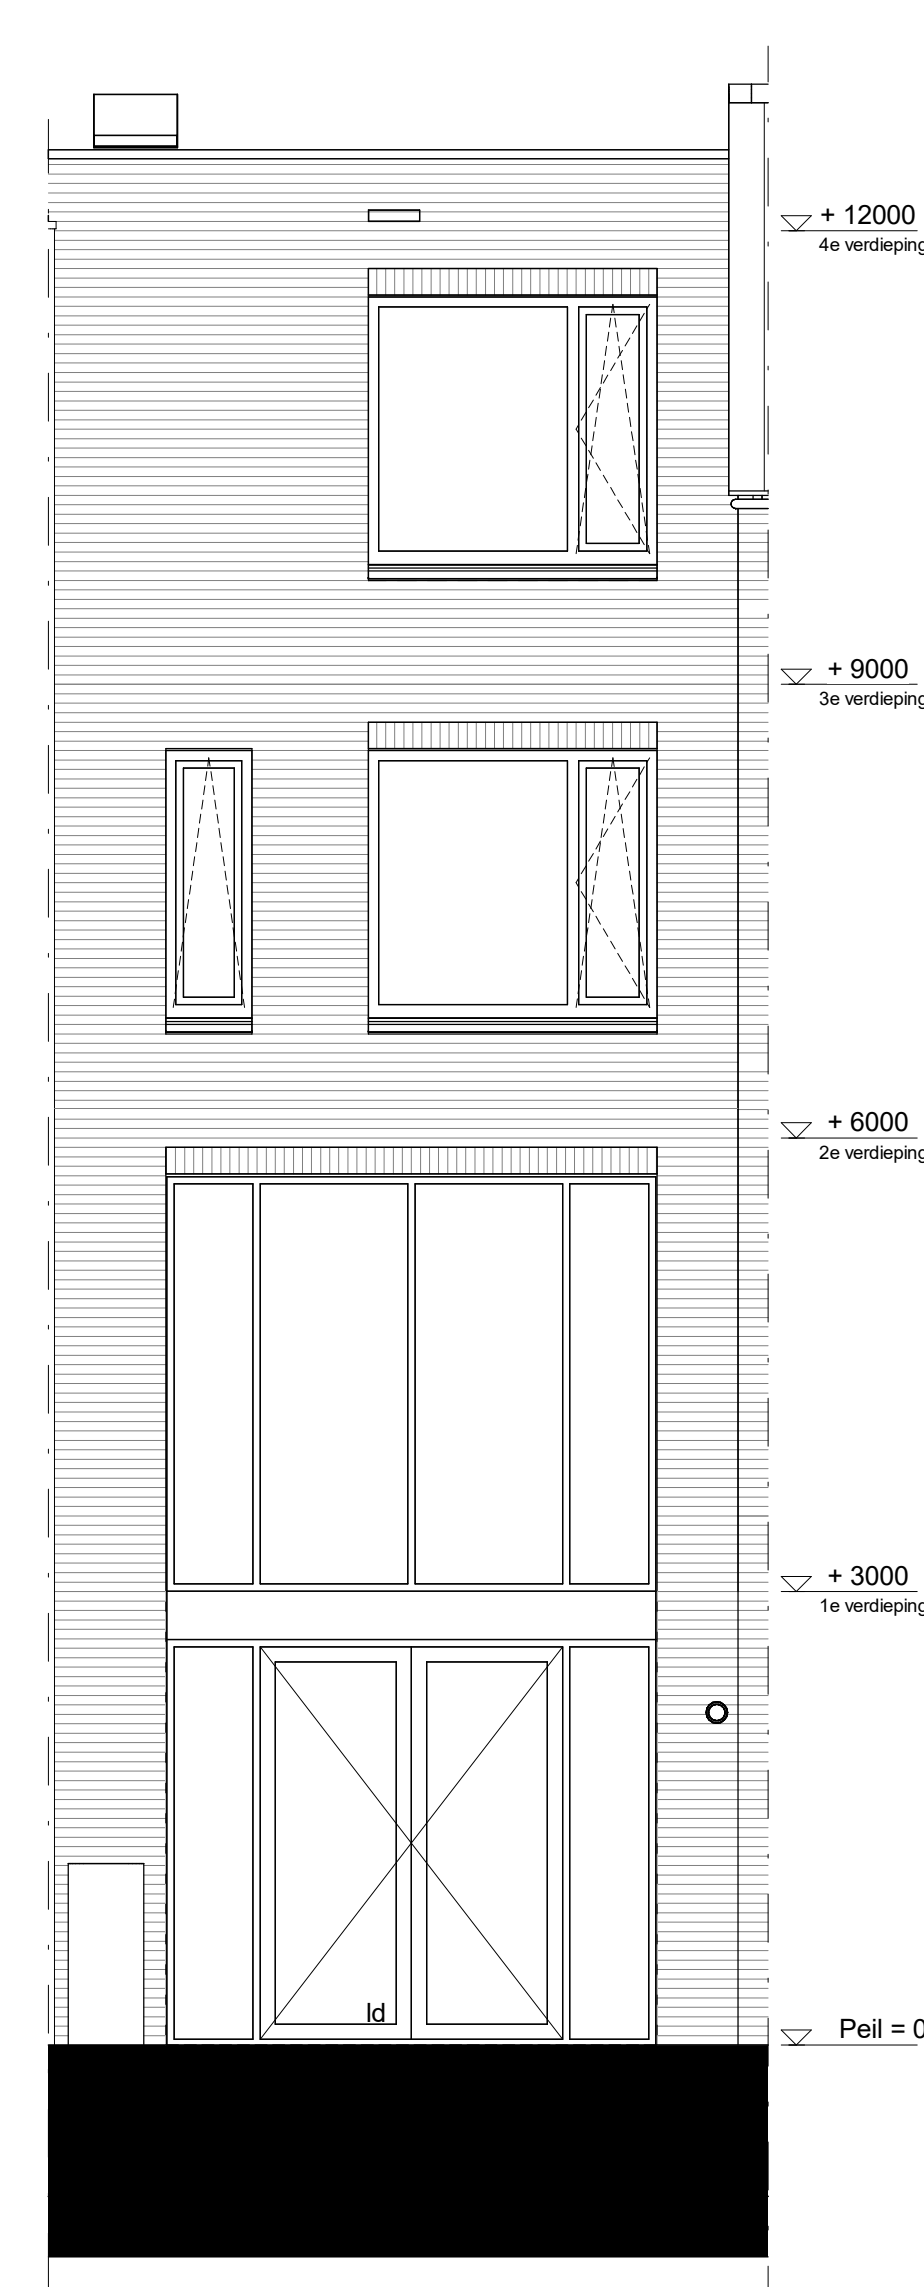 + 12000
4e verdieping
+ 9000
3e verdieping
+ 6000
2e verdieping
+ 3000
1e verdieping
Peil = 0
ld